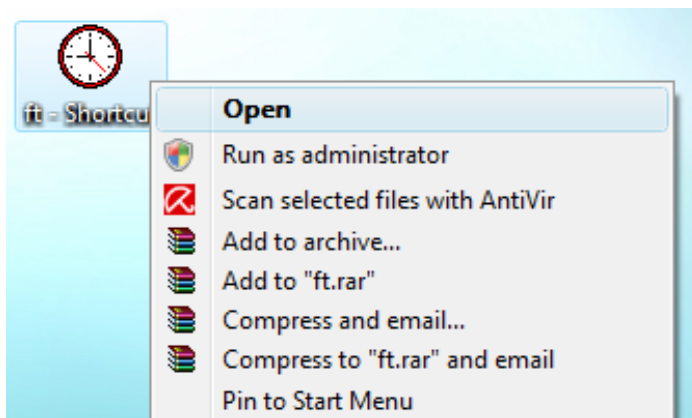 ft - Shortcu
Open
Run as administrator
Scan selected files with AntiVir
Add to archive...
Add to "ft.rar"
Compress and email...
Compress to "ft.rar" and email
Pin to Start Menu